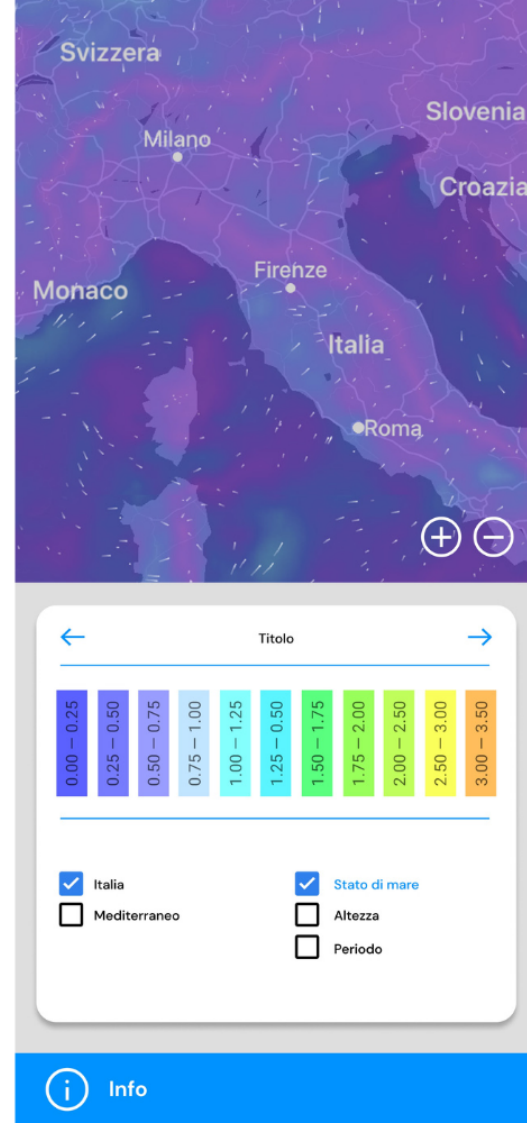 Svizzera
Slovenia
Milano
Croazia
Firenze
Monaco
Italia
Roma
Titolo
0.00 – 0.25
0.25 – 0.50
0.50 – 0.75
0.75 – 1.00
1.00 – 1.25
1.25 – 0.50
1.50 – 1.75
1.75 – 2.00
2.00 – 2.50
2.50 – 3.00
3.00 – 3.50
Italia
Stato di mare
Mediterraneo
Altezza
Periodo
Info